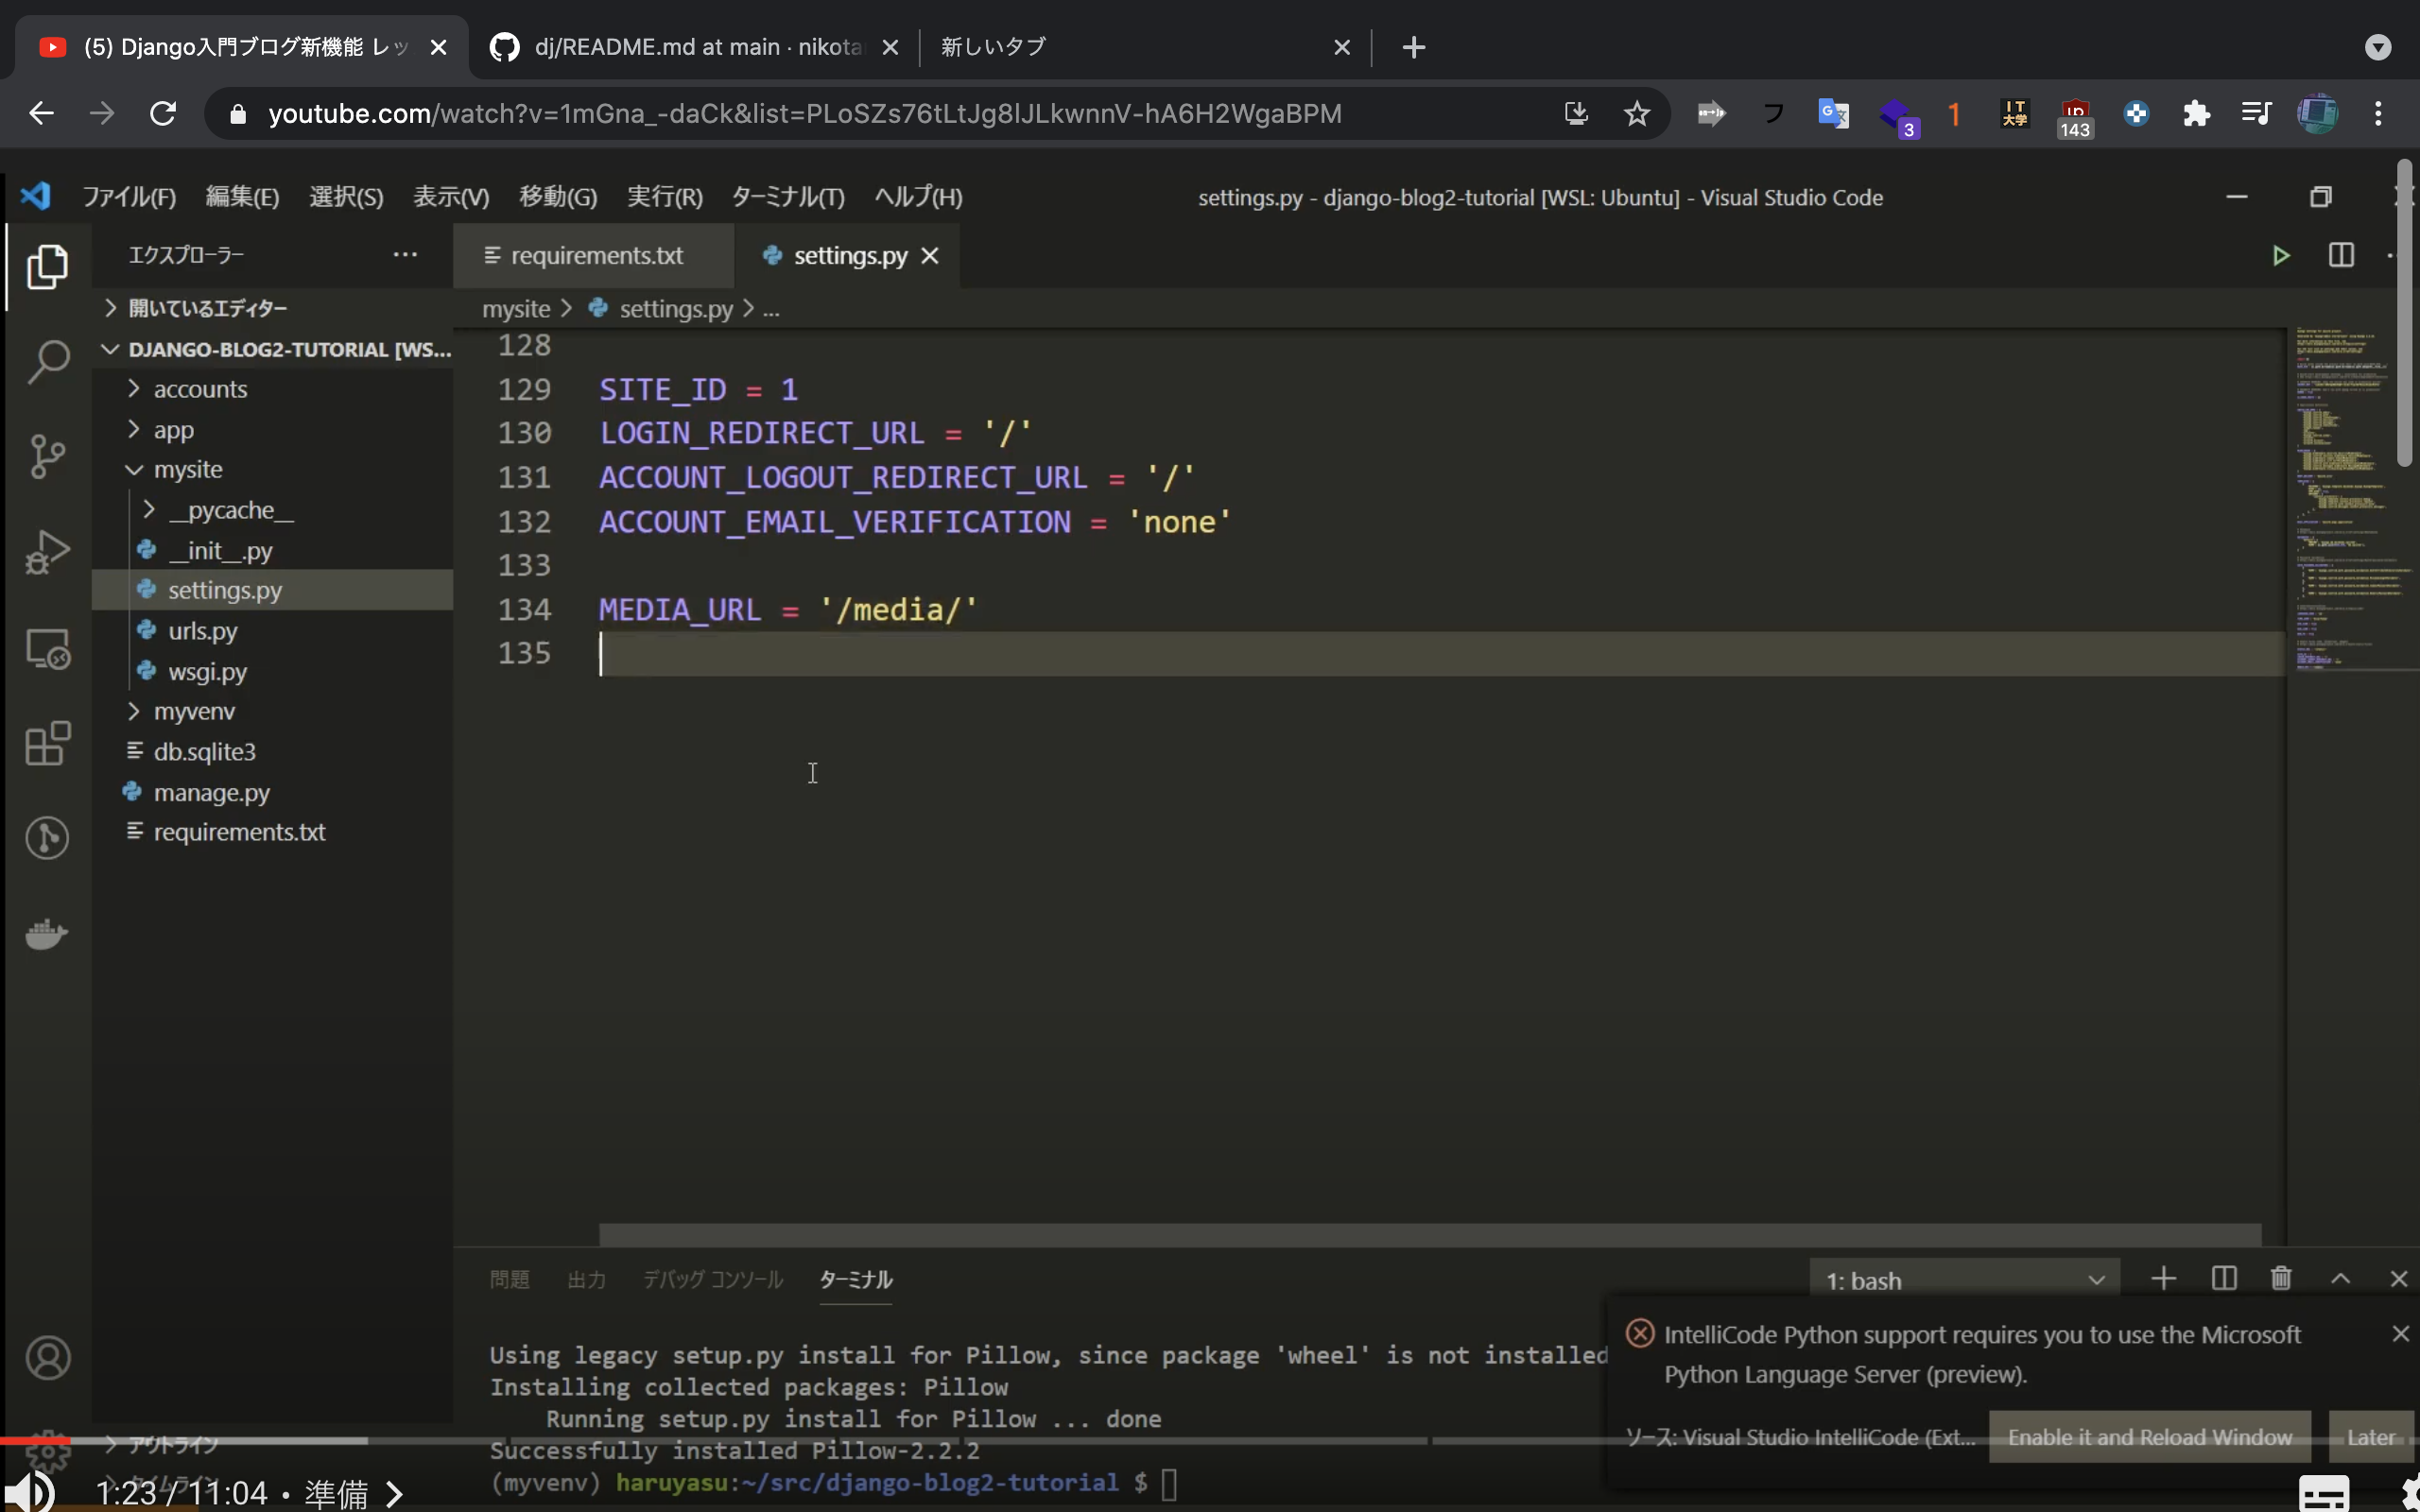 (5) Django入門ブログ新機能 レッ
dj/README.md at main · nikota
新しいタブ
youtube.com/watch?v=1mGna_-daCk&list=PLoSZs76tLtJg8lJLkwnnV-hA6H2WgaBPM
3
1
IT
大学
143
ファイル(F) 編集(E) 選択(S) 表示(V) 移動(G) 実行(R) ターミナル(T) ヘルプ(H)
settings.py - django-blog2-tutorial [WSL: Ubuntu] - Visual Studio Code
エクスプローラー ...
requirements.txt
settings.py
開いているエディター
mysite > settings.py > ...
DJANGO-BLOG2-TUTORIAL [WS...
accounts
app
mysite
__pycache__
__init__.py
settings.py
urls.py
wsgi.py
myvenv
db.sqlite3
manage.py
requirements.txt
128
129 SITE_ID = 1
130 LOGIN_REDIRECT_URL = '/'
131 ACCOUNT_LOGOUT_REDIRECT_URL = '/'
132 ACCOUNT_EMAIL_VERIFICATION = 'none'
133
134 MEDIA_URL = '/media/'
135
問題 出力 デバッグ コンソール ターミナル
1: bash
Using legacy setup.py install for Pillow, since package 'wheel' is not installed
Installing collected packages: Pillow
Running setup.py install for Pillow ... done
Successfully installed Pillow-2.2.2
(myvenv) haruyasu:~/src/django-blog2-tutorial $
IntelliCode Python support requires you to use the Microsoft
Python Language Server (preview).
ソース: Visual Studio IntelliCode (Ext...
Enable it and Reload Window
Later
アウトライン
タイムライン
1:23 / 11:04 · 準備